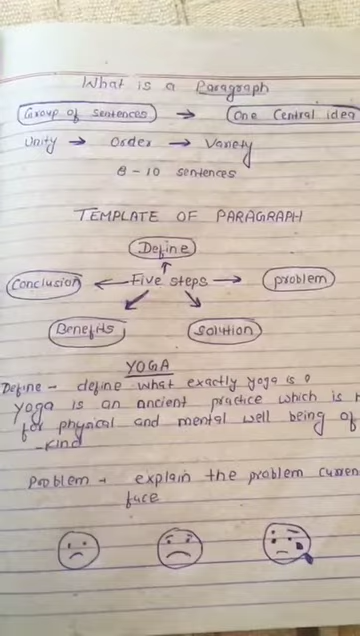 What is a Paragraph
Group of sentences → One Central idea
Unity → Order → Variety
8 - 10 sentences
TEMPLATE OF PARAGRAPH
Define
Conclusion ← Five steps → problem
Benefits solution
YOGA
Define - define what exactly yoga is ?
Yoga is an ancient practice which is
for physical and mental well being of
-kind
Problem → explain the problem
face